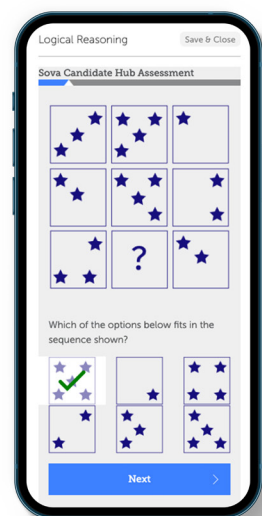 Logical Reasoning
Save & Close
Sova Candidate Hub Assessment
?
Which of the options below fits in the
sequence shown?
Next